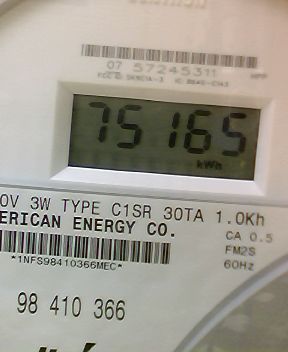 07 57245311
75165
kWh
0V 3W TYPE C1SR 30TA 1.0Kh
ERICAN ENERGY CO.
CA 0.5
FM2S
*1NFS98410366MEC*
60Hz
98 410 366